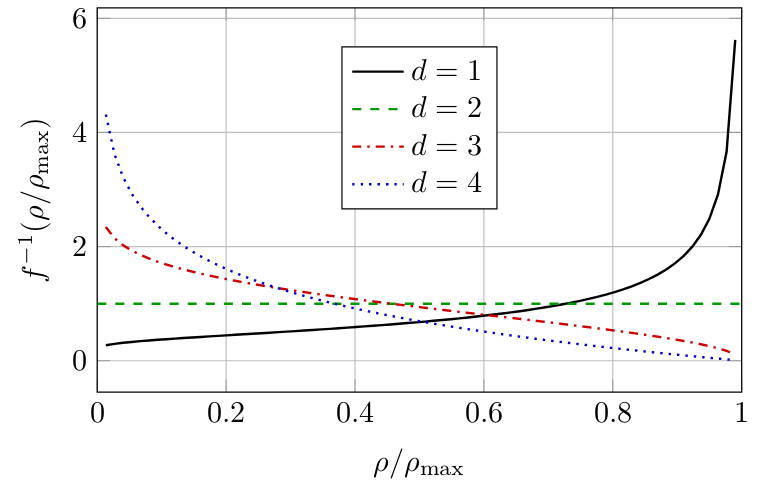 6
4
2
0
0
0.2
0.4
0.6
0.8
1
f⁻¹(ρ/ρmax)
ρ/ρmax
d = 1
d = 2
d = 3
d = 4